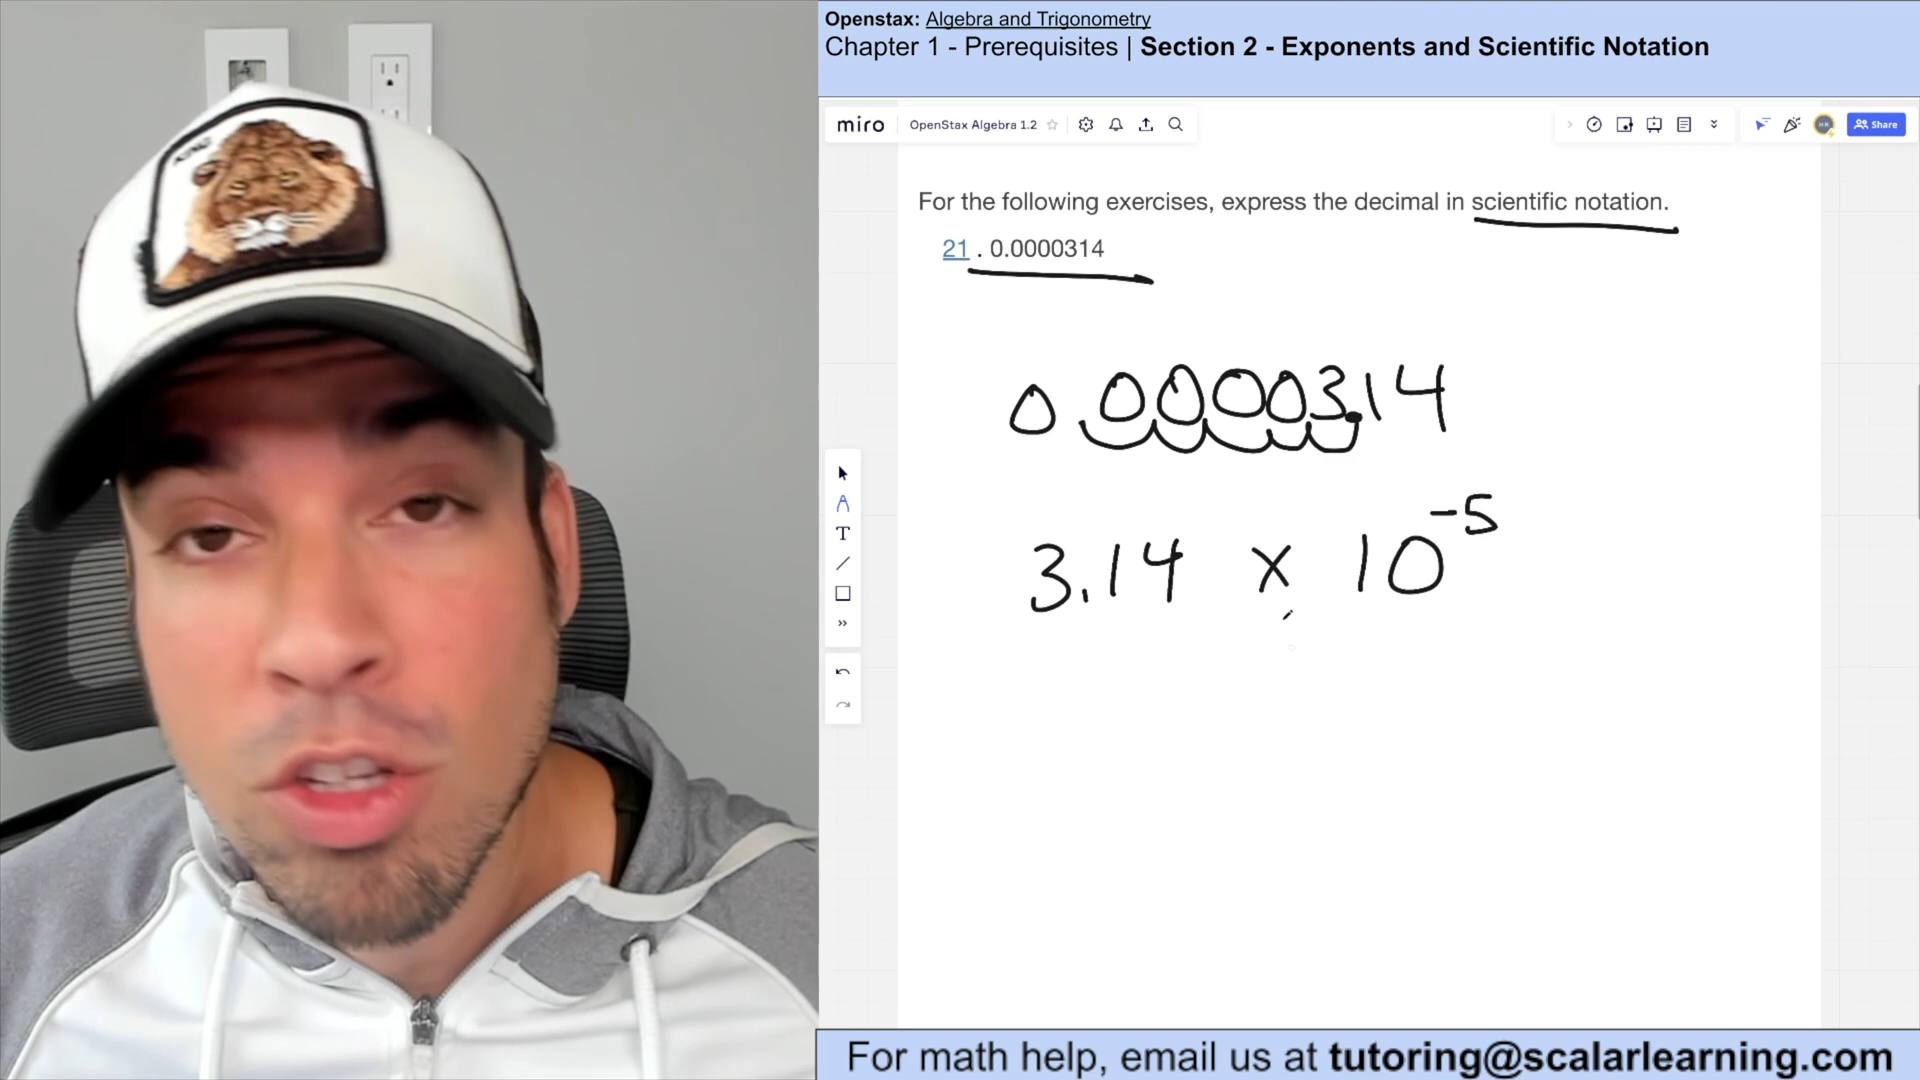 Openstax: Algebra and Trigonometry
Chapter 1 - Prerequisites | Section 2 - Exponents and Scientific Notation
miro
OpenStax Algebra 1.2
Share
For the following exercises, express the decimal in scientific notation.
21 . 0.0000314
0.00003.14
3.14 x 10⁻⁵
For math help, email us at tutoring@scalarlearning.com